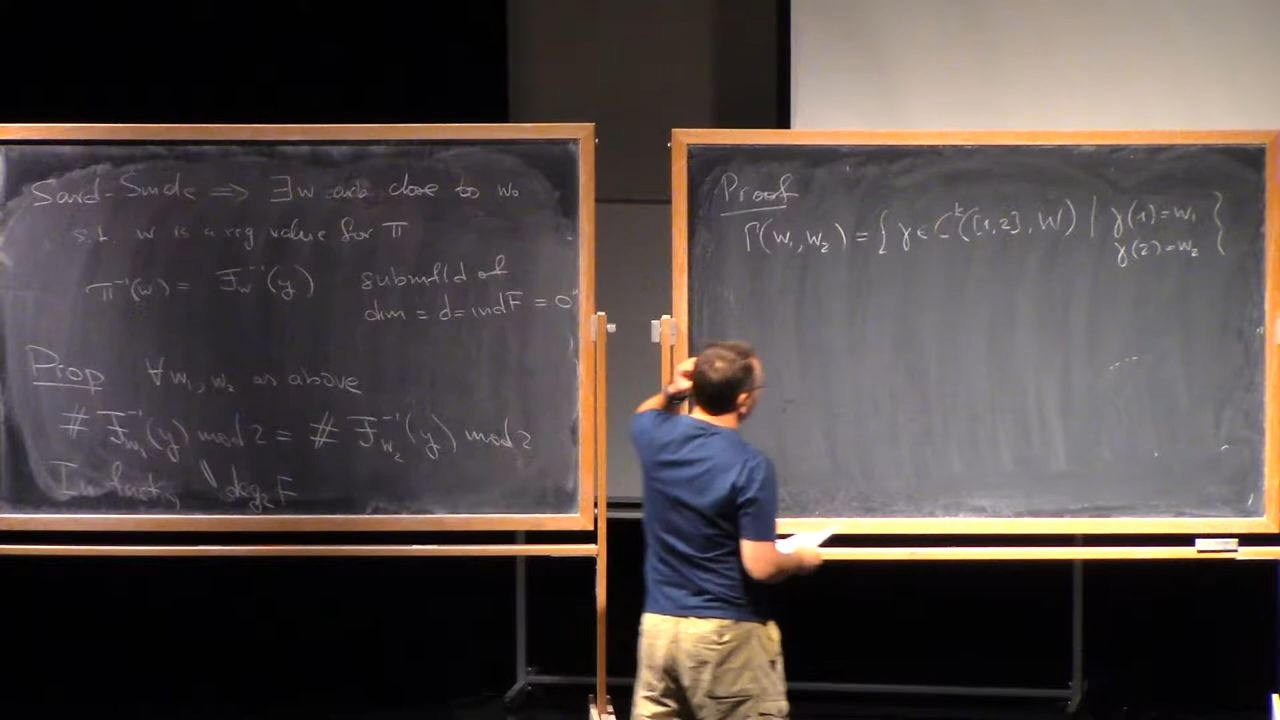 Sard-Smale ⟹ ∃w arb close to w₀
s.t. w is a reg value for π
π⁻¹(w) = ℱ_w⁻¹(y) submfld of
dim = d = ind F = 0"
Prop ∀w₁, w₂ as above
# ℱ_{w₁}⁻¹(y) mod 2 = # ℱ_{w₂}⁻¹(y) mod 2
In fact, deg₂F
Proof
Γ(w₁, w₂) = { γ ∈ C^k([1,2], W) | γ(1)=w₁
γ(2)=w₂ }